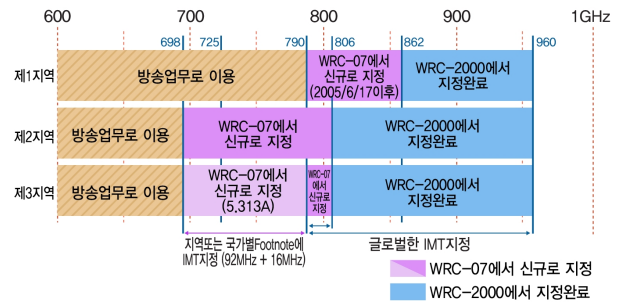 600 700 800 900 1GHz
698 725 790 806 862 960
제1지역 방송업무로 이용
WRC-07에서
신규로 지정
(2005/6/17이후)
WRC-2000에서
지정완료
제2지역 방송업무로 이용
WRC-07에서
신규로 지정
WRC-2000에서
지정완료
제3지역 방송업무로 이용
WRC-07에서
신규로 지정
(5.313A)
WRC-07
에서
신규로
지정
WRC-2000에서
지정완료
지역또는 국가별Footnote에
IMT지정 (92MHz + 16MHz)
글로벌한 IMT지정
WRC-07에서 신규로 지정
WRC-2000에서 지정완료